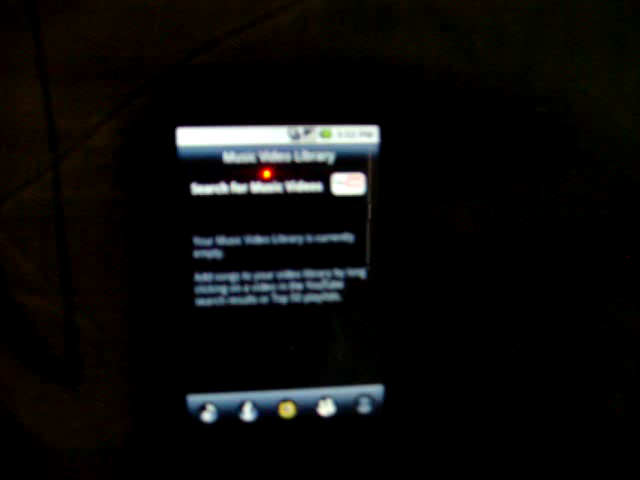 Music Video Library
Search for Music Videos
Your Music Video Library is currently
empty.
Add songs to your video library by long
clicking on a video in the YouTube
search results or Top 50 playlists.